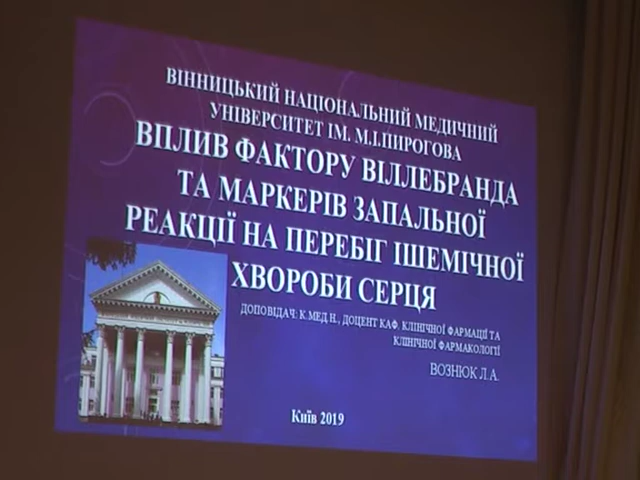 ВІННИЦЬКИЙ НАЦІОНАЛЬНИЙ МЕДИЧНИЙ
УНІВЕРСИТЕТ ІМ. М.І.ПИРОГОВА
ВПЛИВ ФАКТОРУ ВІЛЛЕБРАНДА
ТА МАРКЕРІВ ЗАПАЛЬНОЇ
РЕАКЦІЇ НА ПЕРЕБІГ ІШЕМІЧНОЇ
ХВОРОБИ СЕРЦЯ
ДОПОВІДАЧ: К.МЕД.Н., ДОЦЕНТ КАФ. КЛІНІЧНОЇ ФАРМАЦІЇ ТА
КЛІНІЧНОЇ ФАРМАКОЛОГІЇ
ВОЗНЮК Л.А.
Київ 2019